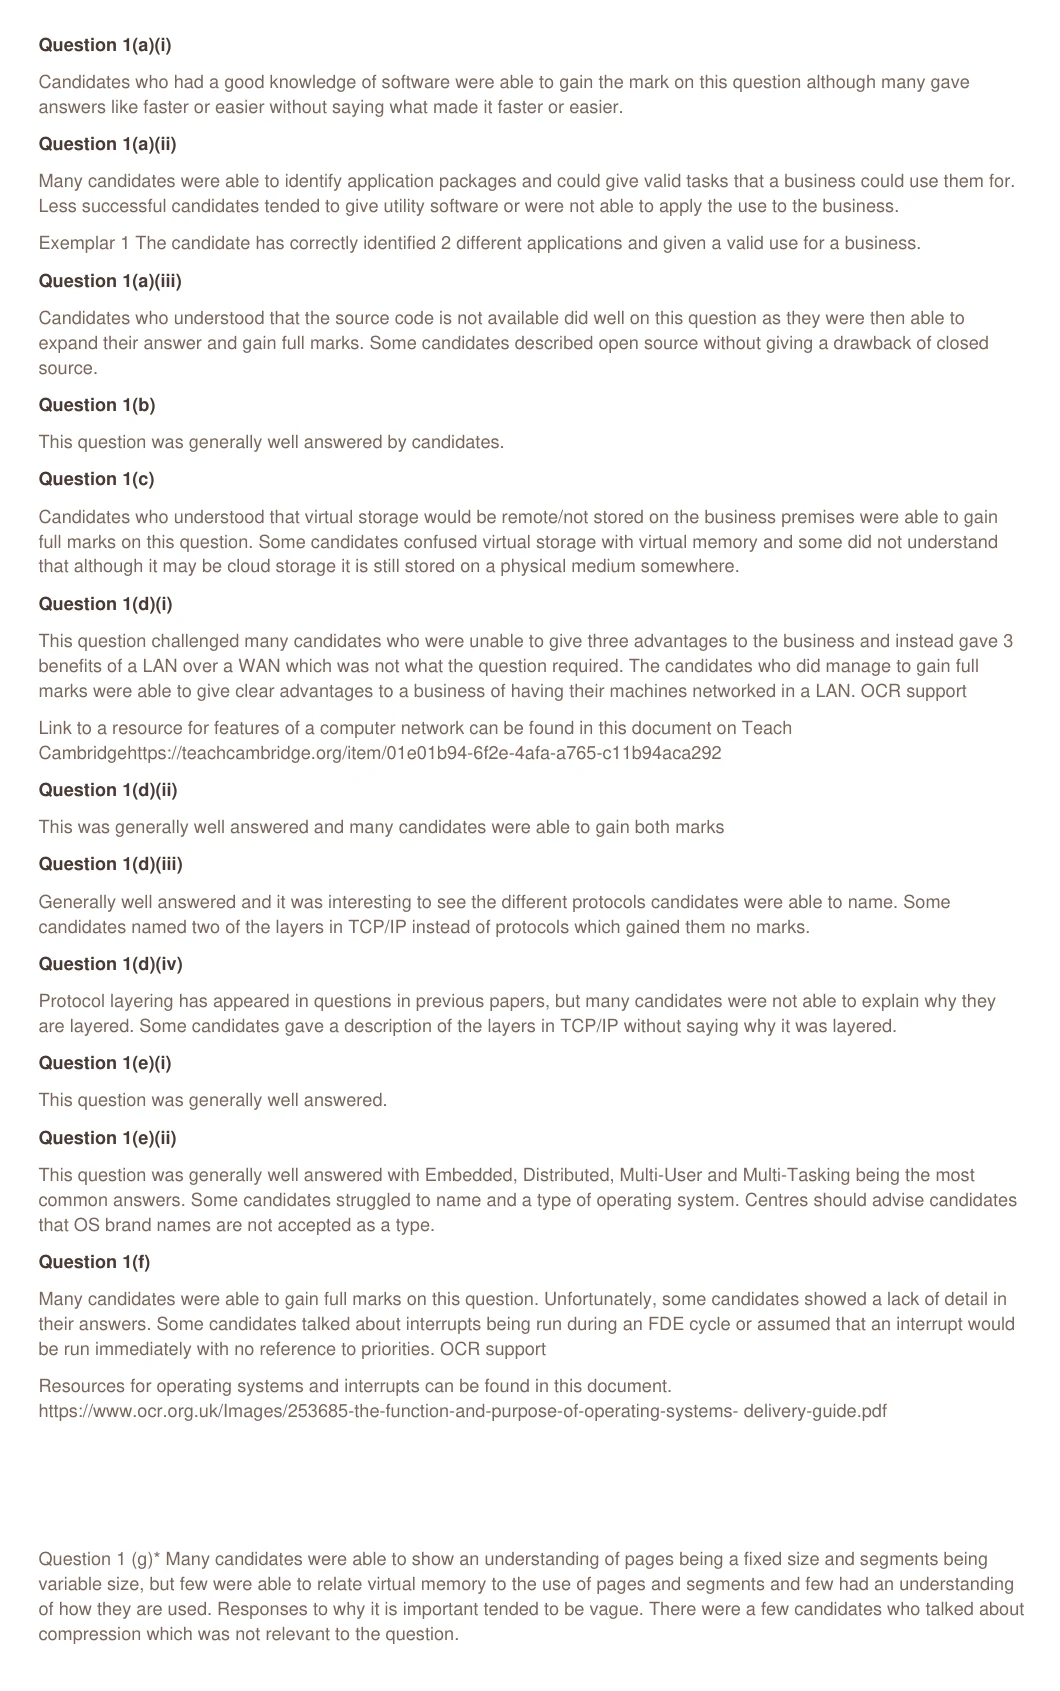 Question 1(a)(i)
Candidates who had a good knowledge of software were able to gain the mark on this question although many gave
answers like faster or easier without saying what made it faster or easier.
Question 1(a)(ii)
Many candidates were able to identify application packages and could give valid tasks that a business could use them for.
Less successful candidates tended to give utility software or were not able to apply the use to the business.
Exemplar 1 The candidate has correctly identified 2 different applications and given a valid use for a business.
Question 1(a)(iii)
Candidates who understood that the source code is not available did well on this question as they were then able to
expand their answer and gain full marks. Some candidates described open source without giving a drawback of closed
source.
Question 1(b)
This question was generally well answered by candidates.
Question 1(c)
Candidates who understood that virtual storage would be remote/not stored on the business premises were able to gain
full marks on this question. Some candidates confused virtual storage with virtual memory and some did not understand
that although it may be cloud storage it is still stored on a physical medium somewhere.
Question 1(d)(i)
This question challenged many candidates who were unable to give three advantages to the business and instead gave 3
benefits of a LAN over a WAN which was not what the question required. The candidates who did manage to gain full
marks were able to give clear advantages to a business of having their machines networked in a LAN. OCR support
Link to a resource for features of a computer network can be found in this document on Teach
Cambridgehttps://teachcambridge.org/item/01e01b94-6f2e-4afa-a765-c11b94aca292
Question 1(d)(ii)
This was generally well answered and many candidates were able to gain both marks
Question 1(d)(iii)
Generally well answered and it was interesting to see the different protocols candidates were able to name. Some
candidates named two of the layers in TCP/IP instead of protocols which gained them no marks.
Question 1(d)(iv)
Protocol layering has appeared in questions in previous papers, but many candidates were not able to explain why they
are layered. Some candidates gave a description of the layers in TCP/IP without saying why it was layered.
Question 1(e)(i)
This question was generally well answered.
Question 1(e)(ii)
This question was generally well answered with Embedded, Distributed, Multi-User and Multi-Tasking being the most
common answers. Some candidates struggled to name and a type of operating system. Centres should advise candidates
that OS brand names are not accepted as a type.
Question 1(f)
Many candidates were able to gain full marks on this question. Unfortunately, some candidates showed a lack of detail in
their answers. Some candidates talked about interrupts being run during an FDE cycle or assumed that an interrupt would
be run immediately with no reference to priorities. OCR support
Resources for operating systems and interrupts can be found in this document.
https://www.ocr.org.uk/Images/253685-the-function-and-purpose-of-operating-systems- delivery-guide.pdf
Question 1 (g)* Many candidates were able to show an understanding of pages being a fixed size and segments being
variable size, but few were able to relate virtual memory to the use of pages and segments and few had an understanding
of how they are used. Responses to why it is important tended to be vague. There were a few candidates who talked about
compression which was not relevant to the question.